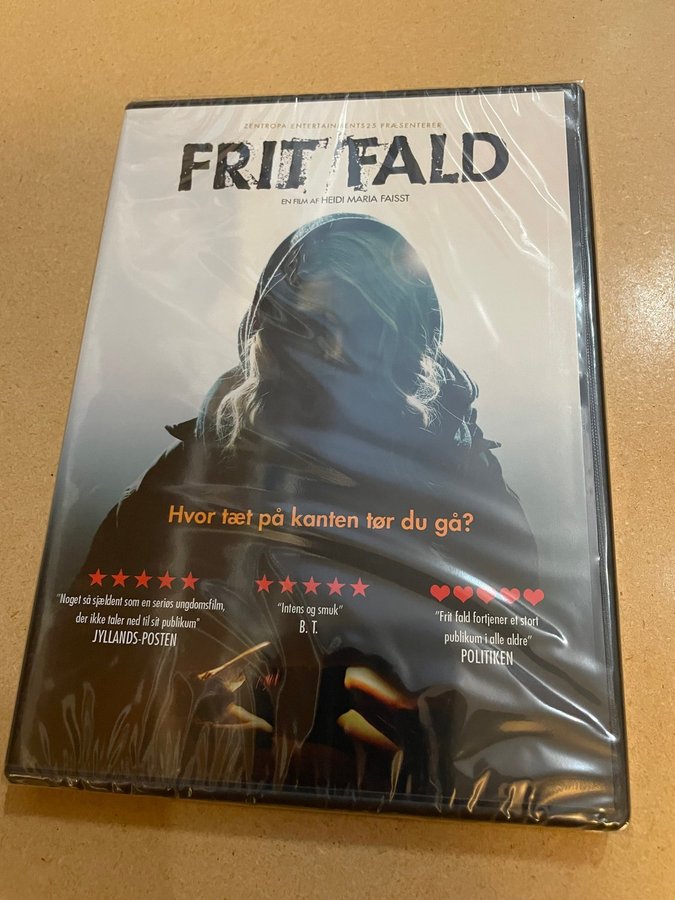 ZENTROPA ENTERTAINMENTS25 PRÆSENTERER
FRIT FALD
EN FILM AF HEIDI MARIA FAISST
Hvor tæt på kanten tør du gå?
"Noget så sjældent som en seriøs ungdomsfilm,
der ikke taler ned til sit publikum"
JYLLANDS-POSTEN
"Intens og smuk"
B. T.
"Frit fald fortjener et stort
publikum i alle aldre"
POLITIKEN